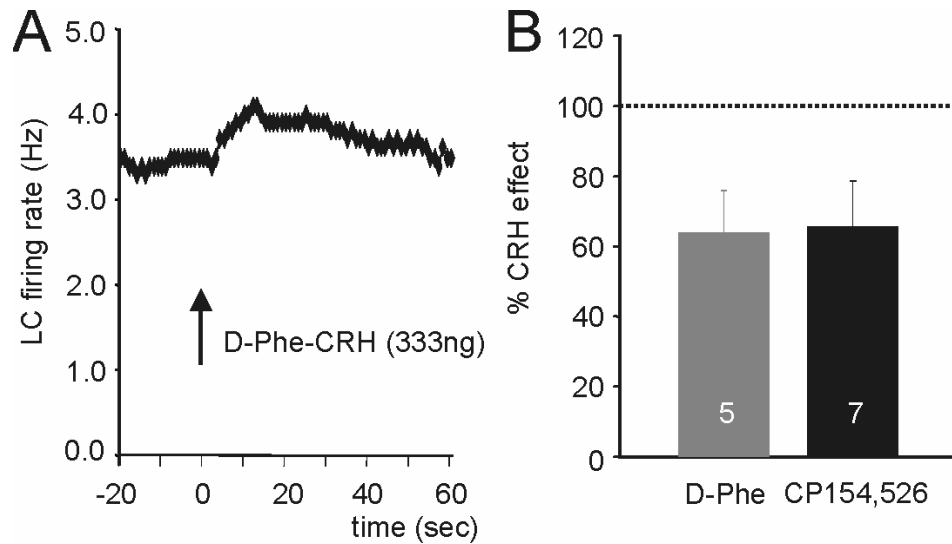 A
5.0
4.0
3.0
2.0
1.0
0.0
LC firing rate (Hz)
D-Phe-CRH (333ng)
-20 0 20 40 60
time (sec)
B
120
100
80
60
40
20
0
% CRH effect
5 7
D-Phe CP154,526